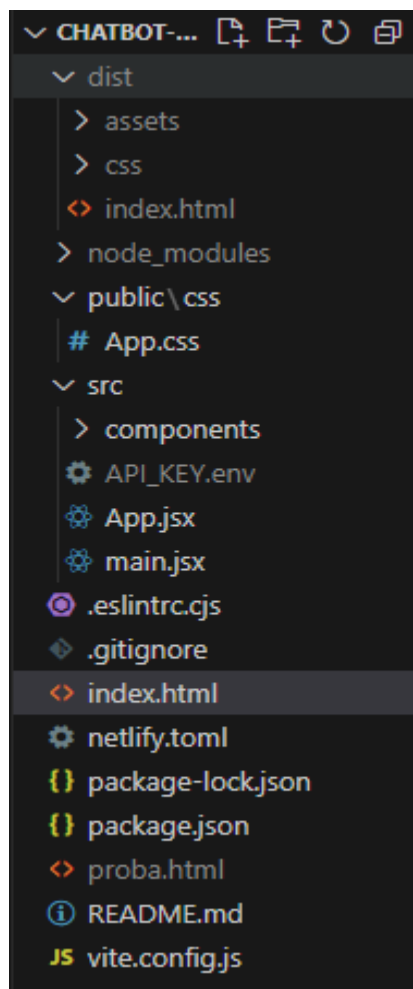 CHATBOT-...
dist
assets
css
index.html
node_modules
public\css
App.css
src
components
API_KEY.env
App.jsx
main.jsx
.eslintrc.cjs
.gitignore
index.html
netlify.toml
package-lock.json
package.json
proba.html
README.md
JS vite.config.js